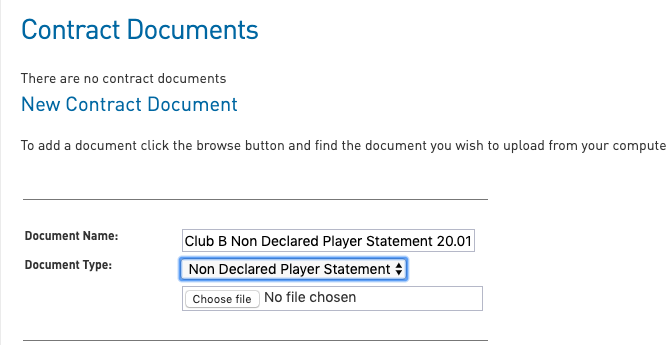 Contract Documents
There are no contract documents
New Contract Document
To add a document click the browse button and find the document you wish to upload from your compute
Document Name:
Club B Non Declared Player Statement 20.01
Document Type:
Non Declared Player Statement
Choose file No file chosen